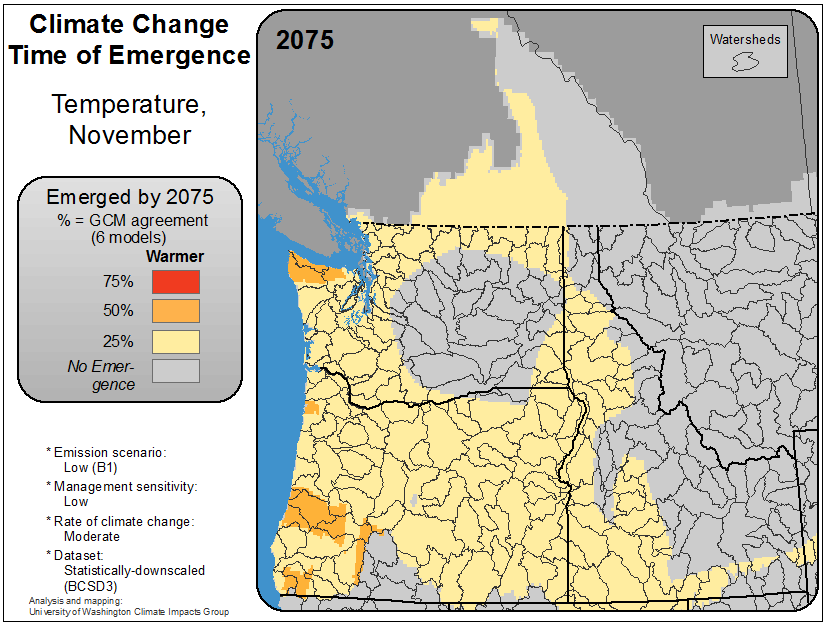 Climate Change
Time of Emergence
Temperature,
November
Emerged by 2075
% = GCM agreement
(6 models)
Warmer
75%
50%
25%
No Emer-
gence
* Emission scenario:
Low (B1)
* Management sensitivity:
Low
* Rate of climate change:
Moderate
* Dataset:
Statistically-downscaled
(BCSD3)
Analysis and mapping:
University of Washington Climate Impacts Group
2075
Watersheds